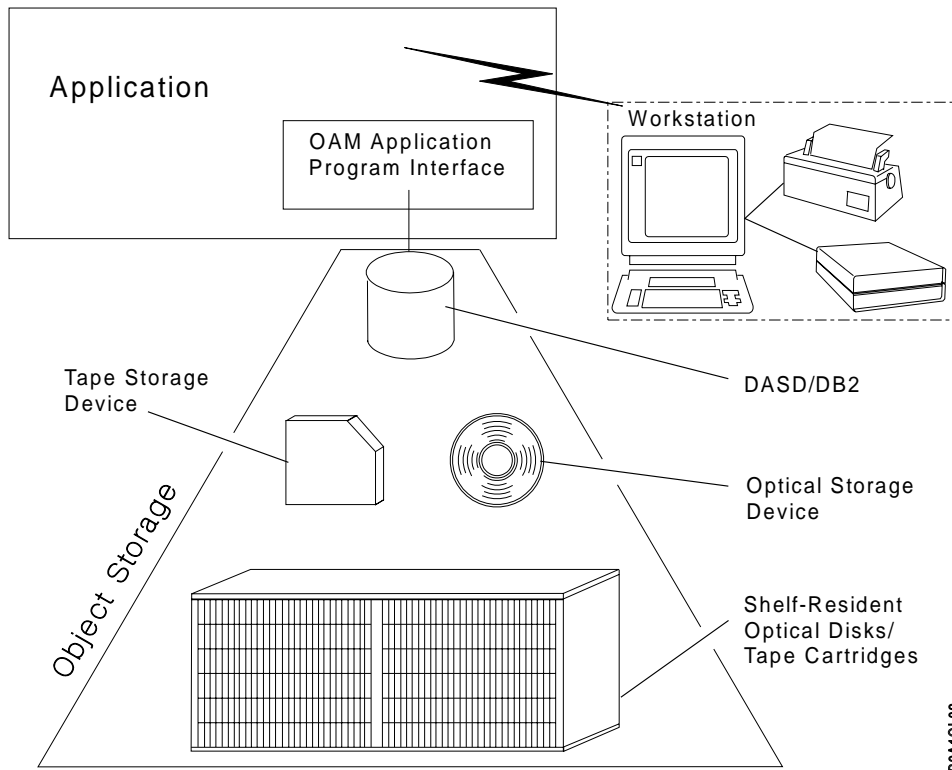 Application
OAM Application
Program Interface
Workstation
Tape Storage
Device
DASD/DB2
Optical Storage
Device
Object Storage
Shelf-Resident
Optical Disks/
Tape Cartridges